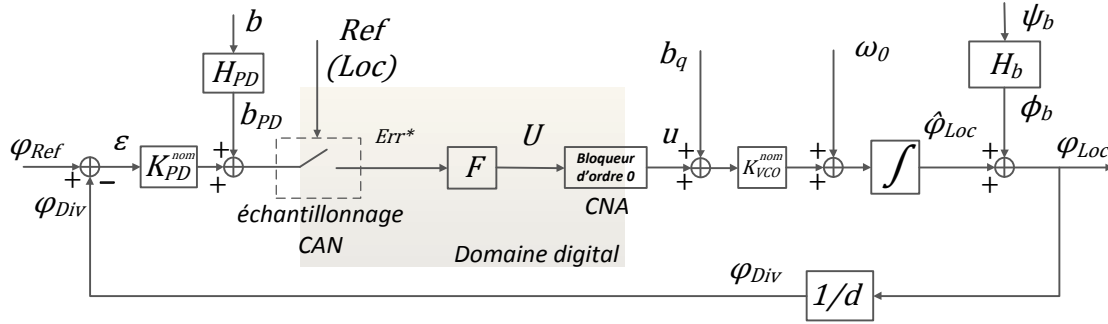 b
Ref
(Loc)
b_q
ω_0
ψ_b
H_PD
H_b
b_PD
Err*
U
u
φ̂_Loc
ϕ_b
φ_Ref
ε
K_PD^nom
F
Bloqueur
d'ordre 0
K_VCO^nom
∫
φ_Loc
+
−
+
+
+
+
+
+
+
+
φ_Div
échantillonnage
CAN
CNA
Domaine digital
φ_Div
1/d